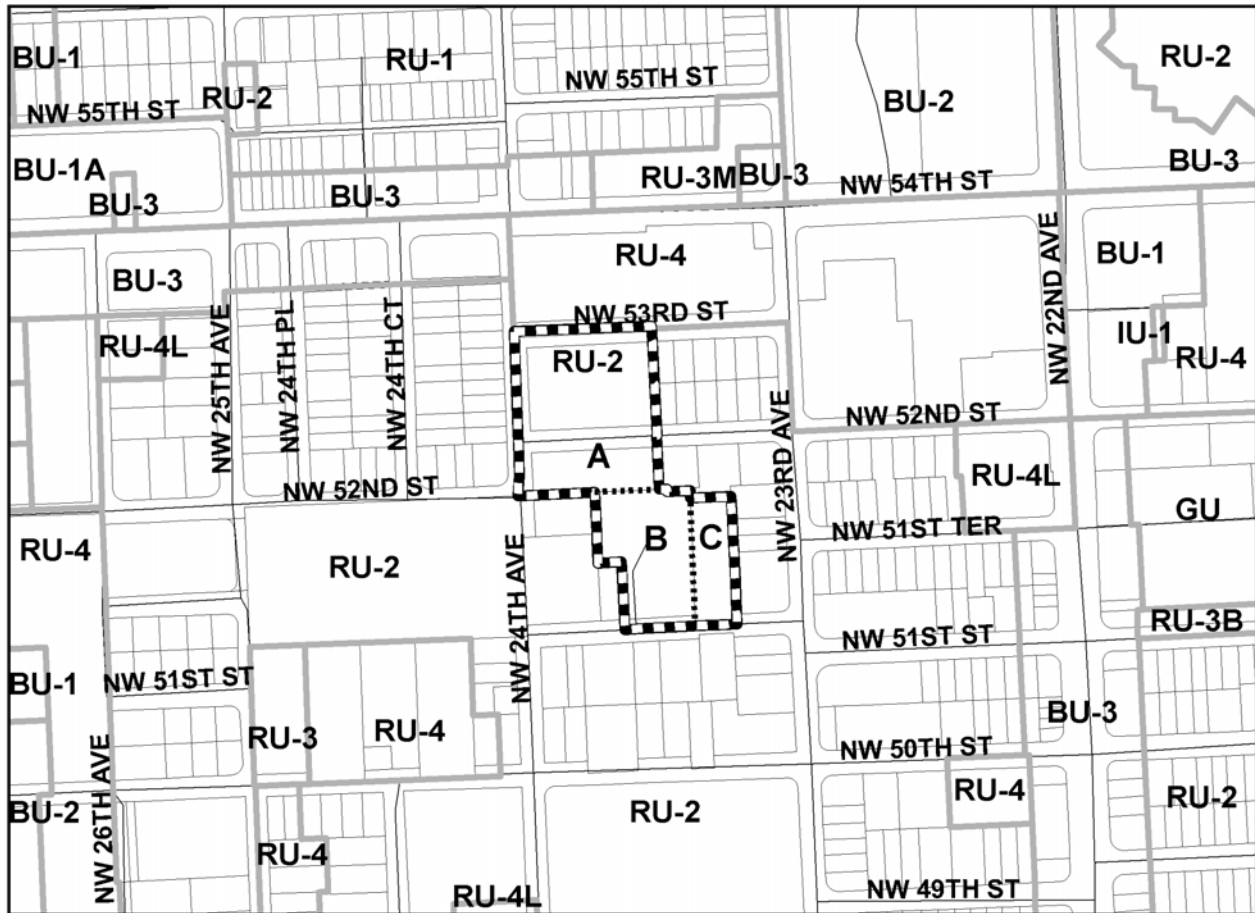 RU-2
BU-1
RU-1
NW 55TH ST
RU-2
BU-2
NW 55TH ST
BU-3
BU-1A
RU-3M
BU-3
NW 54TH ST
BU-3
BU-3
RU-4
BU-1
BU-3
NW 22ND AVE
NW 53RD ST
IU-1
RU-4L
RU-2
RU-4
NW 25TH AVE
NW 24TH PL
NW 24TH CT
NW 52ND ST
NW 23RD AVE
A
RU-4L
NW 52ND ST
GU
NW 51ST TER
B
C
RU-4
RU-2
NW 24TH AVE
RU-3B
NW 51ST ST
BU-1
NW 51ST ST
BU-3
RU-3
RU-4
NW 50TH ST
NW 26TH AVE
RU-4
RU-2
BU-2
RU-2
RU-4
NW 49TH ST
RU-4L